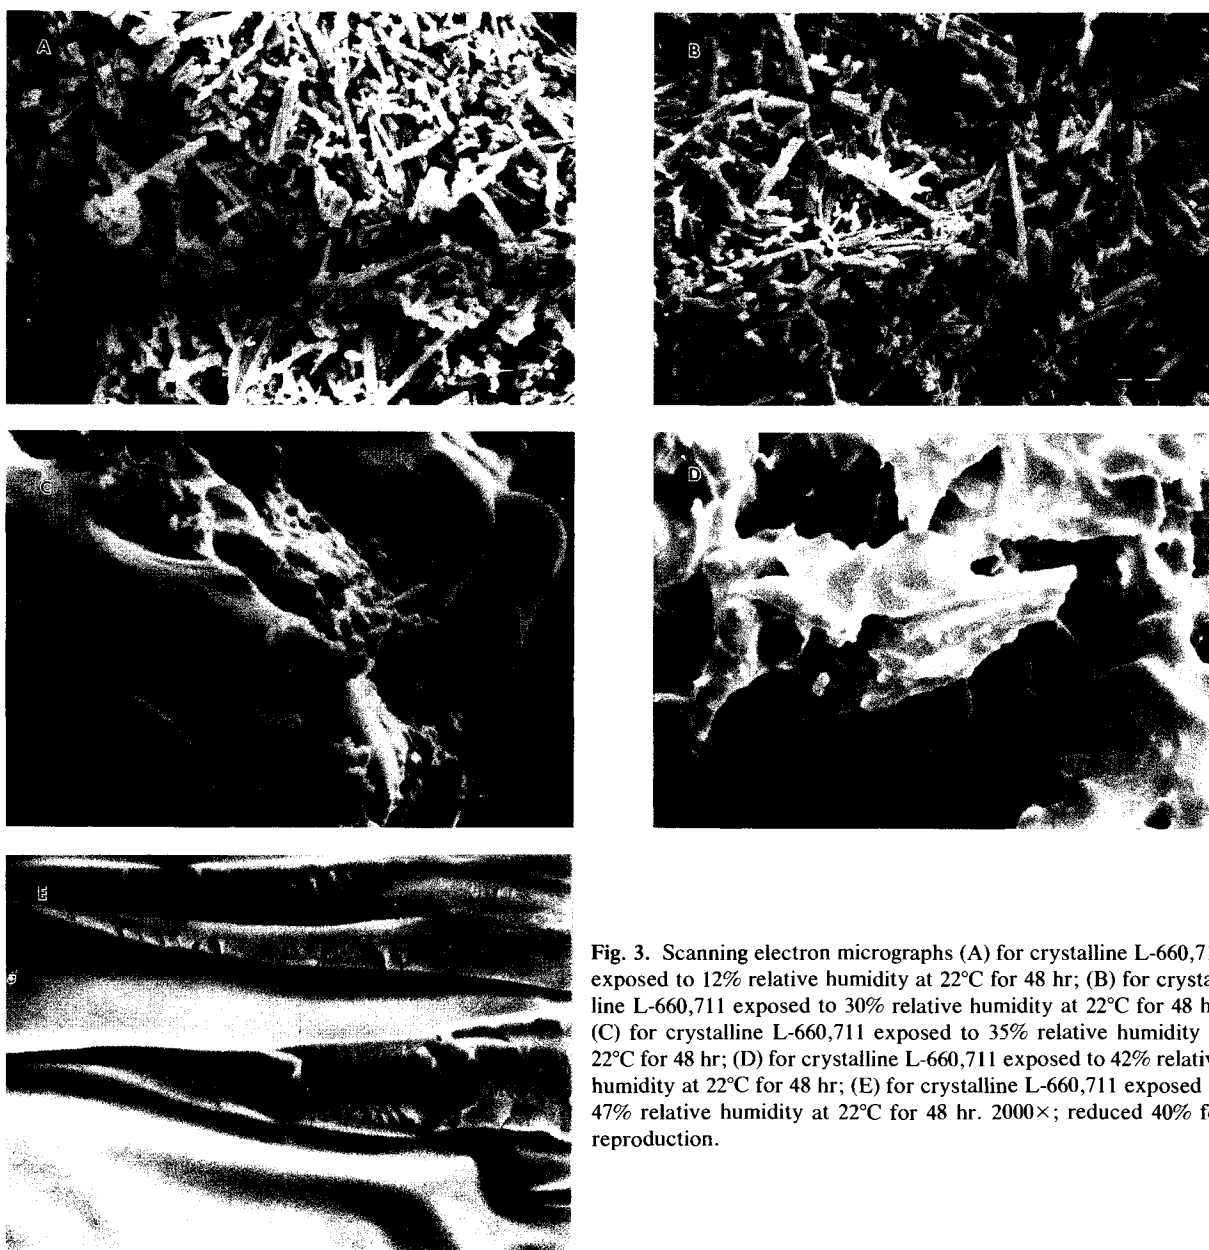 A
B
C
D
E
Fig. 3. Scanning electron micrographs (A) for crystalline L-660,7
exposed to 12% relative humidity at 22°C for 48 hr; (B) for crysta
line L-660,711 exposed to 30% relative humidity at 22°C for 48 h
(C) for crystalline L-660,711 exposed to 35% relative humidity
22°C for 48 hr; (D) for crystalline L-660,711 exposed to 42% relativ
humidity at 22°C for 48 hr; (E) for crystalline L-660,711 exposed
47% relative humidity at 22°C for 48 hr. 2000×; reduced 40% f
reproduction.